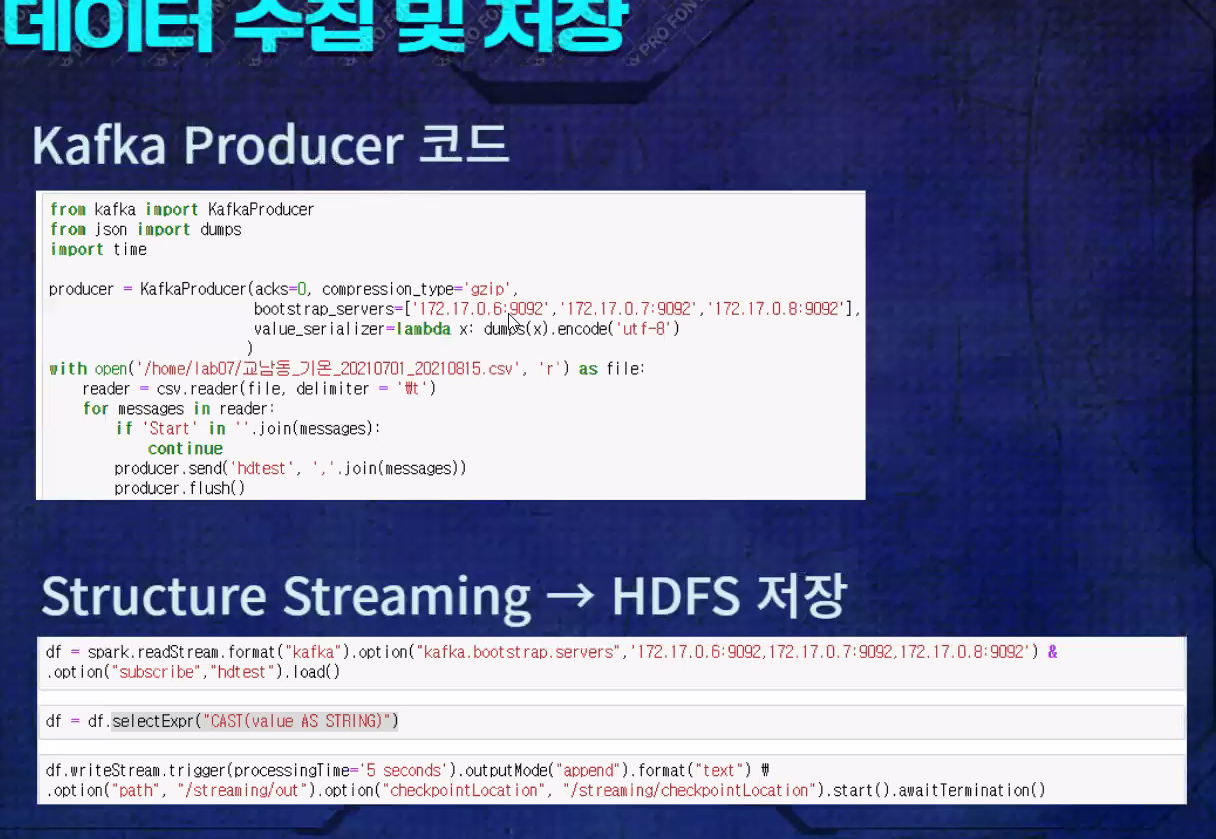 데이터 수집 및 저장
Kafka Producer 코드
from kafka import KafkaProducer
from json import dumps
import time
producer = KafkaProducer(acks=0, compression_type='gzip',
bootstrap_servers=['172.17.0.6:9092','172.17.0.7:9092','172.17.0.8:9092'],
value_serializer=lambda x: dumps(x).encode('utf-8')
)
with open('/home/lab07/교남동_기온_20210701_20210815.csv', 'r') as file:
reader = csv.reader(file, delimiter = '₩t')
for messages in reader:
if 'Start' in ''.join(messages):
continue
producer.send('hdtest', ','.join(messages))
producer.flush()
Structure Streaming → HDFS 저장
df = spark.readStream.format("kafka").option("kafka.bootstrap.servers",'172.17.0.6:9092,172.17.0.7:9092,172.17.0.8:9092') &
.option("subscribe","hdtest").load()
df = df.selectExpr("CAST(value AS STRING)")
df.writeStream.trigger(processingTime='5 seconds').outputMode("append").format("text") ₩
.option("path", "/streaming/out").option("checkpointLocation", "/streaming/checkpointLocation").start().awaitTermination()